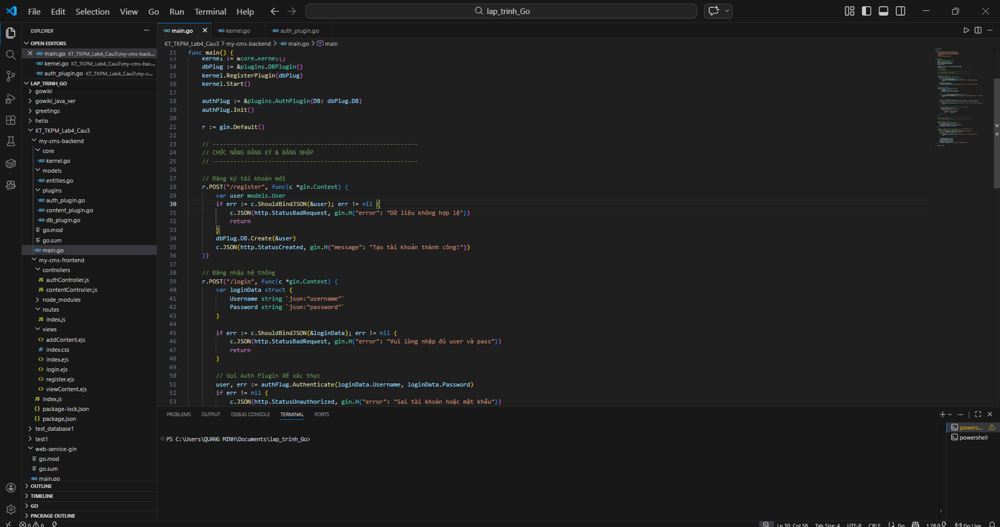 File Edit Selection View Go Run Terminal Help
lap_trinh_Go
EXPLORER
OPEN EDITORS
main.go KT_TKPM_Lab4_Cau3\my-cms-back...
kernel.go KT_TKPM_Lab4_Cau3\my-cms-bac...
auth_plugin.go KT_TKPM_Lab4_Cau3\my-c...
LAP_TRINH_GO
gowiki
gowiki_java_ver
greetings
hello
KT_TKPM_Lab4_Cau3
my-cms-backend
core
kernel.go
models
entities.go
plugins
auth_plugin.go
content_plugin.go
db_plugin.go
go.mod
go.sum
main.go
my-cms-frontend
controllers
JS authController.js
JS contentController.js
node_modules
routes
JS index.js
views
<> addContent.ejs
# index.css
<> index.ejs
<> login.ejs
<> register.ejs
<> viewContent.ejs
JS index.js
{} package-lock.json
{} package.json
test_database1
test1
web-service-gin
go.mod
go.sum
main.go
OUTLINE
TIMELINE
GO
PACKAGE OUTLINE
main.go
kernel.go
auth_plugin.go
KT_TKPM_Lab4_Cau3 > my-cms-backend > main.go > main
11 func main() {
13 kernel := &core.Kernel{}
14 dbPlug := &plugins.DBPlugin{}
15 kernel.RegisterPlugin(dbPlug)
16 kernel.Start()
17
18 authPlug := &plugins.AuthPlugin{DB: dbPlug.DB}
19 authPlug.Init()
20
21 r := gin.Default()
22
23 // -----------------------------------------------------------
24 // CHỨC NĂNG ĐĂNG KÝ & ĐĂNG NHẬP
25 // -----------------------------------------------------------
26
27 // Đăng ký tài khoản mới
28 r.POST("/register", func(c *gin.Context) {
29 var user models.User
30 if err := c.ShouldBindJSON(&user); err != nil {
31 c.JSON(http.StatusBadRequest, gin.H{"error": "Dữ liệu không hợp lệ"})
32 return
33 }
34 dbPlug.DB.Create(&user)
35 c.JSON(http.StatusCreated, gin.H{"message": "Tạo tài khoản thành công!"})
36 })
37
38 // Đăng nhập hệ thống
39 r.POST("/login", func(c *gin.Context) {
40 var loginData struct {
41 Username string `json:"username"`
42 Password string `json:"password"`
43 }
44
45 if err := c.ShouldBindJSON(&loginData); err != nil {
46 c.JSON(http.StatusBadRequest, gin.H{"error": "Vui lòng nhập đủ user và pass"})
47 return
48 }
49
50 // Gọi Auth Plugin để xác thực
51 user, err := authPlug.Authenticate(loginData.Username, loginData.Password)
52 if err != nil {
53 c.JSON(http.StatusUnauthorized, gin.H{"error": "Sai tài khoản hoặc mật khẩu"})
PROBLEMS OUTPUT DEBUG CONSOLE TERMINAL PORTS
PS C:\Users\QUANG MINH\Documents\lap_trinh_Go>
powers...
powershell
0 0
Ln 30, Col 56 Tab Size: 4 UTF-8 CRLF {} Go 1.26.0 Go Live